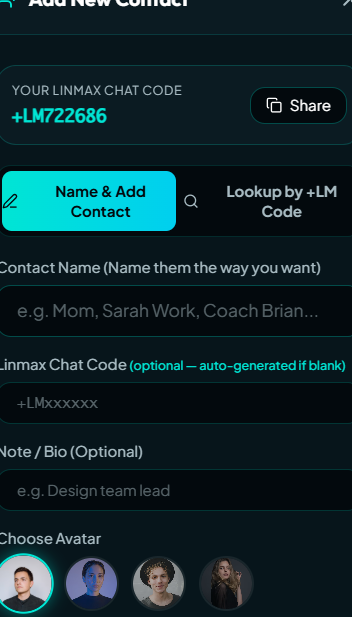 Add New Contact
YOUR LINMAX CHAT CODE
+LM722686
Share
Name & Add
Contact
Lookup by +LM
Code
Contact Name (Name them the way you want)
e.g. Mom, Sarah Work, Coach Brian...
Linmax Chat Code (optional — auto-generated if blank)
+LMxxxxxx
Note / Bio (Optional)
e.g. Design team lead
Choose Avatar